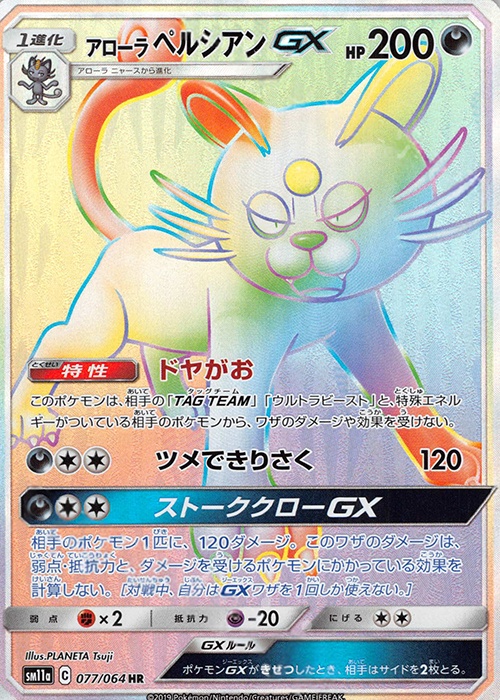 1進化
アローラ ペルシアンGX HP200
アローラ ニャースから進化
とくせい
特性 ドヤがお
このポケモンは、相手の「TAG TEAM」「ウルトラビースト」と、特殊エネル
ギーがついている相手のポケモンから、ワザのダメージや効果を受けない。
ツメできりさく 120
ストーククローGX
相手のポケモン1匹に、120ダメージ。このワザのダメージは、
弱点・抵抗力と、ダメージを受けるポケモンにかかっている効果を
計算しない。[対戦中、自分はGXワザを1回しか使えない。]
弱点 ×2 抵抗力 -20 にげる
GXルール
Illus.PLANETA Tsuji
ポケモンGXがきぜつしたとき、相手はサイドを2枚とる。
sm11a C 077/064 HR
©2019 Pokémon/Nintendo/Creatures/GAME FREAK